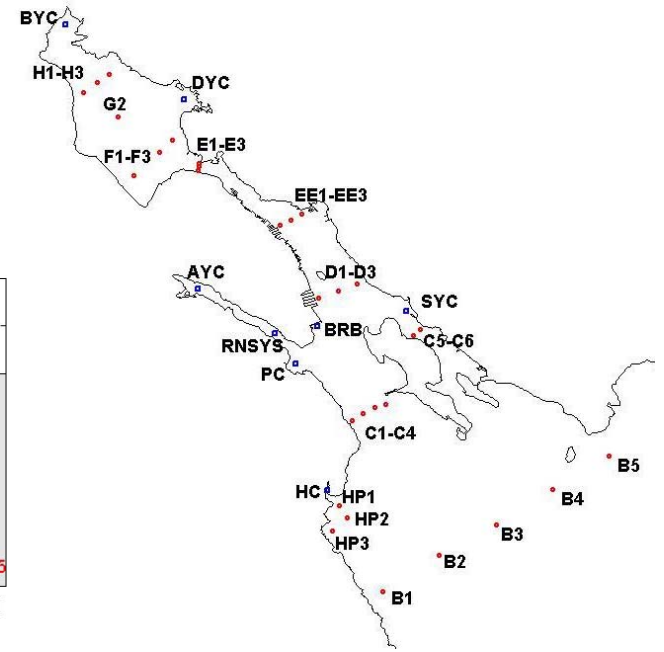 BYC
H1-H3
DYC
G2
E1-E3
F1-F3
EE1-EE3
AYC
D1-D3
SYC
BRB
C5-C6
RNSYS
PC
C1-C4
B5
HC
HP1
B4
HP2
B3
HP3
B2
B1